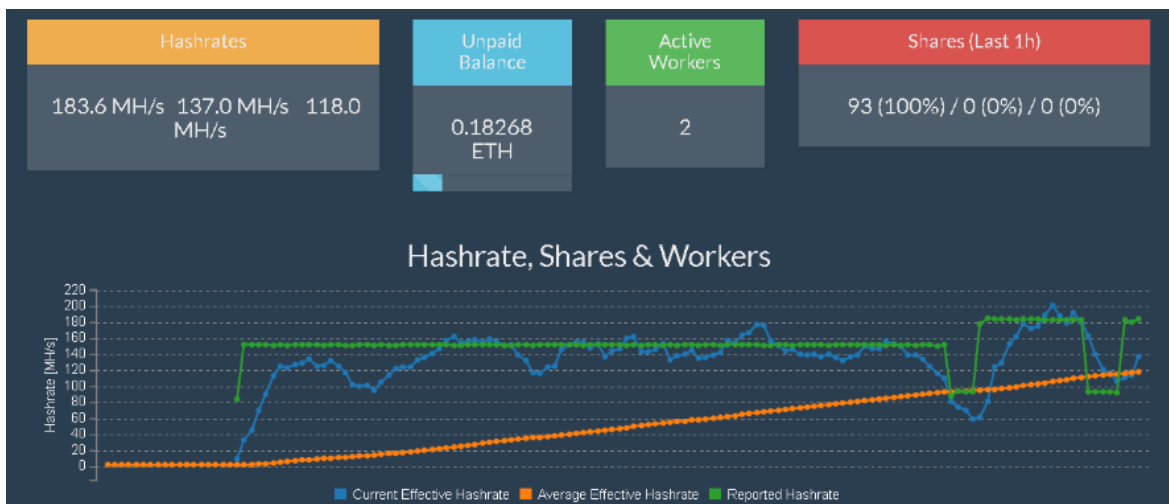 Hashrates
183.6 MH/s 137.0 MH/s 118.0
MH/s
Unpaid
Balance
0.18268
ETH
Active
Workers
2
Shares (Last 1h)
93 (100%) / 0 (0%) / 0 (0%)
Hashrate, Shares & Workers
Hashrate [MH/s]
220
200
180
160
140
120
100
80
60
40
20
0
Current Effective Hashrate Average Effective Hashrate Reported Hashrate